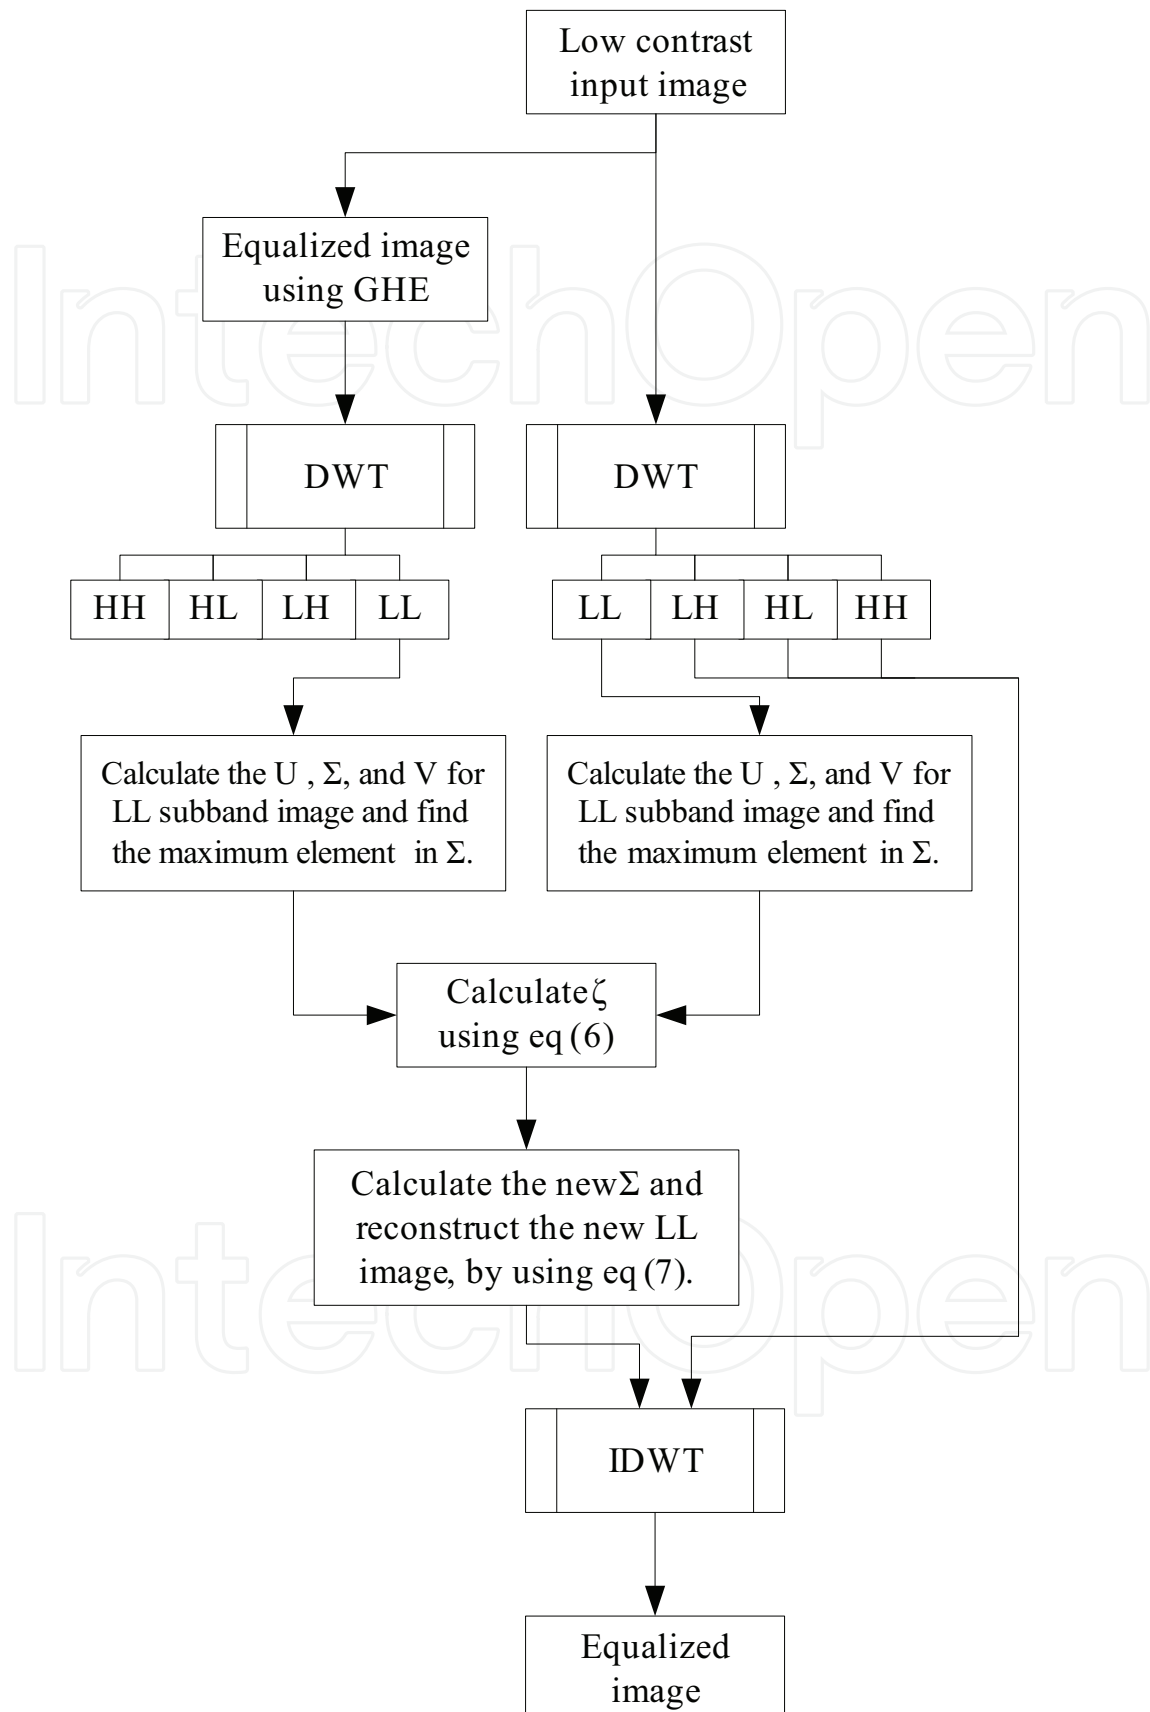 Low contrast
input image
Equalized image
using GHE
IntechOpen
DWT
DWT
HH HL LH LL
LL LH HL HH
Calculate the U , Σ, and V for
LL subband image and find
the maximum element in Σ.
Calculate the U , Σ, and V for
LL subband image and find
the maximum element in Σ.
Calculate ζ
using eq (6)
Calculate the new Σ and
reconstruct the new LL
image, by using eq (7).
IntechOpen
IDWT
Equalized
image